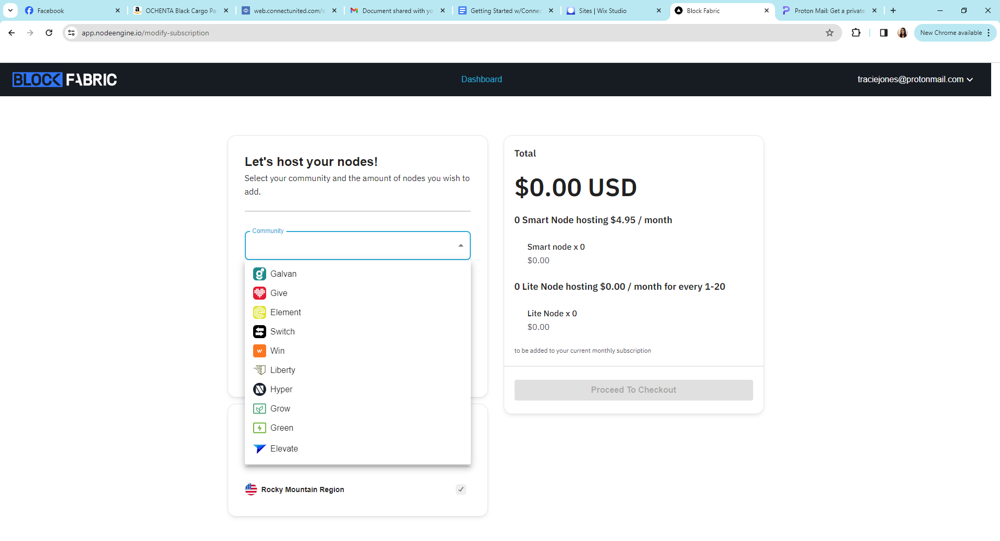 Facebook
OCHENTA Black Cargo Pa
web.connectunited.com/s
Document shared with yo
Getting Started w/Connec
Sites | Wix Studio
Block Fabric
Proton Mail: Get a private
app.nodeengine.io/modify-subscription
New Chrome available
BLOCK FABRIC
Dashboard
traciejones@protonmail.com
Let's host your nodes!
Select your community and the amount of nodes you wish to
add.
Community
Galvan
Give
Element
Switch
Win
Liberty
Hyper
Grow
Green
Elevate
Rocky Mountain Region
Total
$0.00 USD
0 Smart Node hosting $4.95 / month
Smart node x 0
$0.00
0 Lite Node hosting $0.00 / month for every 1-20
Lite Node x 0
$0.00
to be added to your current monthly subscription
Proceed To Checkout